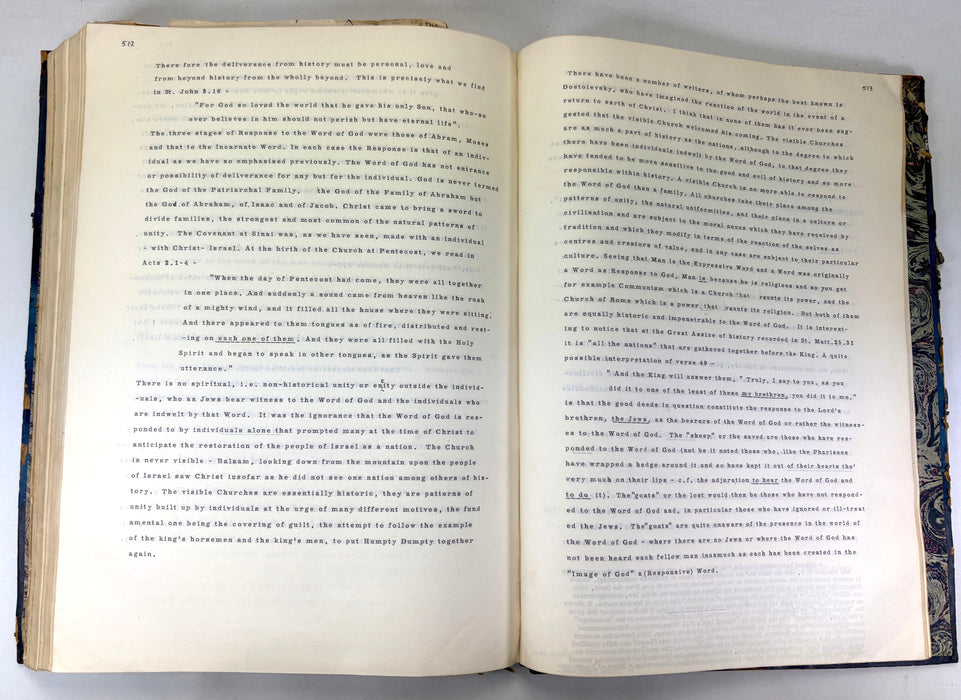 512
There fore the deliverance from history must be personal, love and
from beyond history from the wholly beyond. This is precisely what we find
in St. John 3.16 -
"For God so loved the world that he gave his only Son, that who-so
ever believes in him should not perish but have eternal life".
The three stages of Response to the Word of God were those of Abram, Moses
and that to the Incarnate Word. In each case the Response is that of an indiv-
idual as we have so emphasised previously. The Word of God has not entrance
or possibility of deliverance for any but for the individual. God is never termed
the God of the Patriarchal Family, the God of the Family of Abraham but
the God of Abraham, of Isaac and of Jacob. Christ came to bring a sword to
divide families, the strongest and most common of the natural patterns of
unity. The Covenant at Sinai was, as we have seen, made with an individual
- with Christ- Israel. At the birth of the Church at Pentecost, we read in
Acts 2.1-4 -
"When the day of Pentecost had come, they were all together
in one place. And suddenly a sound came from heaven like the rush
of a mighty wind, and it filled all the house where they were sitting.
And there appeared to them tongues as of fire, distributed and rest-
-ing on each one of them. And they were all filled with the Holy
Spirit and began to speak in other tongues, as the Spirit gave them
utterance."
There is no spiritual, i.e. non-historical unity or entity outside the individ-
-uals, who as Jews bear witness to the Word of God and the individuals who
are indwelt by that Word. It was the ignorance that the Word of God is res-
ponded to by individuals alone that prompted many at the time of Christ to
anticipate the restoration of the people of Israel as a nation. The Church
is never visible - Balaam, looking down from the mountain upon the people
of Israel saw Christ insofar as he did not see one nation among others of his-
tory. The visible Churches are essentially historic, they are patterns of
unity built up by individuals at the urge of many different motives, the fund
amental one being the covering of guilt, the attempt to follow the example
of the king's horsemen and the king's men, to put Humpty Dumpty together
again.
513
There have been a number of writers, of whom perhaps the best known is
Dostoievsky, who have imagined the reaction of the world in the event of a
return to earth of Christ. I think that in none of them has it ever been sug-
gested that the visible Church welcomed his coming. The visible Churches
are as much a part of history as the nations, although to the degree to which
there have been individuals indwelt by the Word of God, to that degree they
have tended to be more sensitive to the good and evil of history and so more
responsible within history. A visible Church is no more able to respond to
the Word of God than a family. All churches take their place among the
patterns of unity, the natural uniformities, and their place in a culture or
civilisation and are subject to the moral nexus which they have received by
tradition and which they modify in terms of the reaction of the selves as
centres and creators of value, and in any case are subject to their particular
culture. Seeing that Man is the Expressive Word and a Word was originally
a Word as Response to God, Man is because he is religious and so you get
for example Communism which is a Church that vaunts its power, and the
Church of Rome which is a power that vaunts its religion. But both of them
are equally historic and impenetrable to the Word of God. It is interest-
ing to notice that at the Great Assize of history recorded in St. Matt. 25.31
it is "all the nations" that are gathered together before the King. A quite
possible interpretation of verse 40 -
" And the King will answer them, "Truly, I say to you, as you
did it to one of the least of these my brethren, you did it to me."
is that the good deeds in question constitute the response to the Lord's
brethren, the Jews, as the hearers of the Word of God or rather the witness-
es to the Word of God. The "sheep" or the saved are those who have res-
ponded to the Word of God (not be it noted those who, like the Pharisees
have wrapped a hedge around it and so have kept it out of their hearts tho'
very much on their lips - c.f. the adjuration to hear the Word of God and
to do it). The "goats" or the lost would then be those who have not respond-
ed to the Word of God and, in particular those who have ignored or ill-treat
ed the Jews. The "goats" are quite unaware of the presence in the world of
the Word of God - where there are no Jews or where the Word of God has
not been heard each fellow man inasmuch as each has been created in the
"Image of God" a (Responsive) Word.